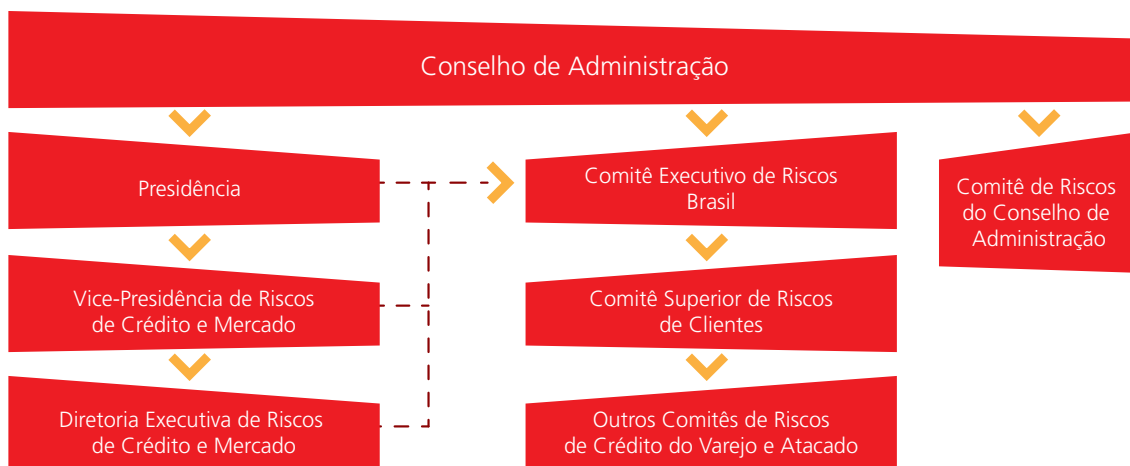 Conselho de Administração
Presidência
Comitê Executivo de Riscos
Brasil
Comitê de Riscos
do Conselho de
Administração
Vice-Presidência de Riscos
de Crédito e Mercado
Comitê Superior de Riscos
de Clientes
Diretoria Executiva de Riscos
de Crédito e Mercado
Outros Comitês de Riscos
de Crédito do Varejo e Atacado